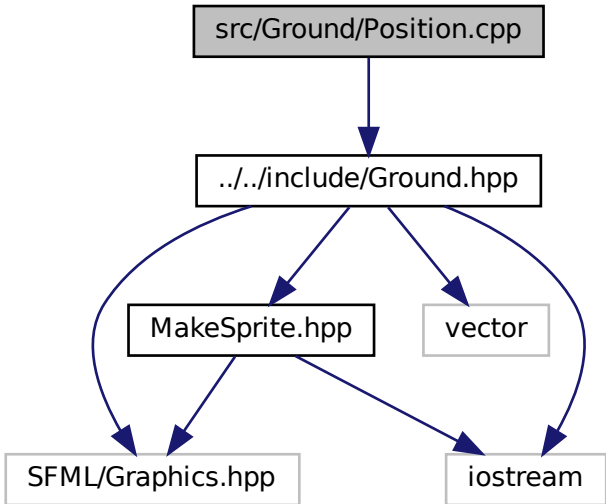 src/Ground/Position.cpp
../../include/Ground.hpp
MakeSprite.hpp
vector
SFML/Graphics.hpp
iostream